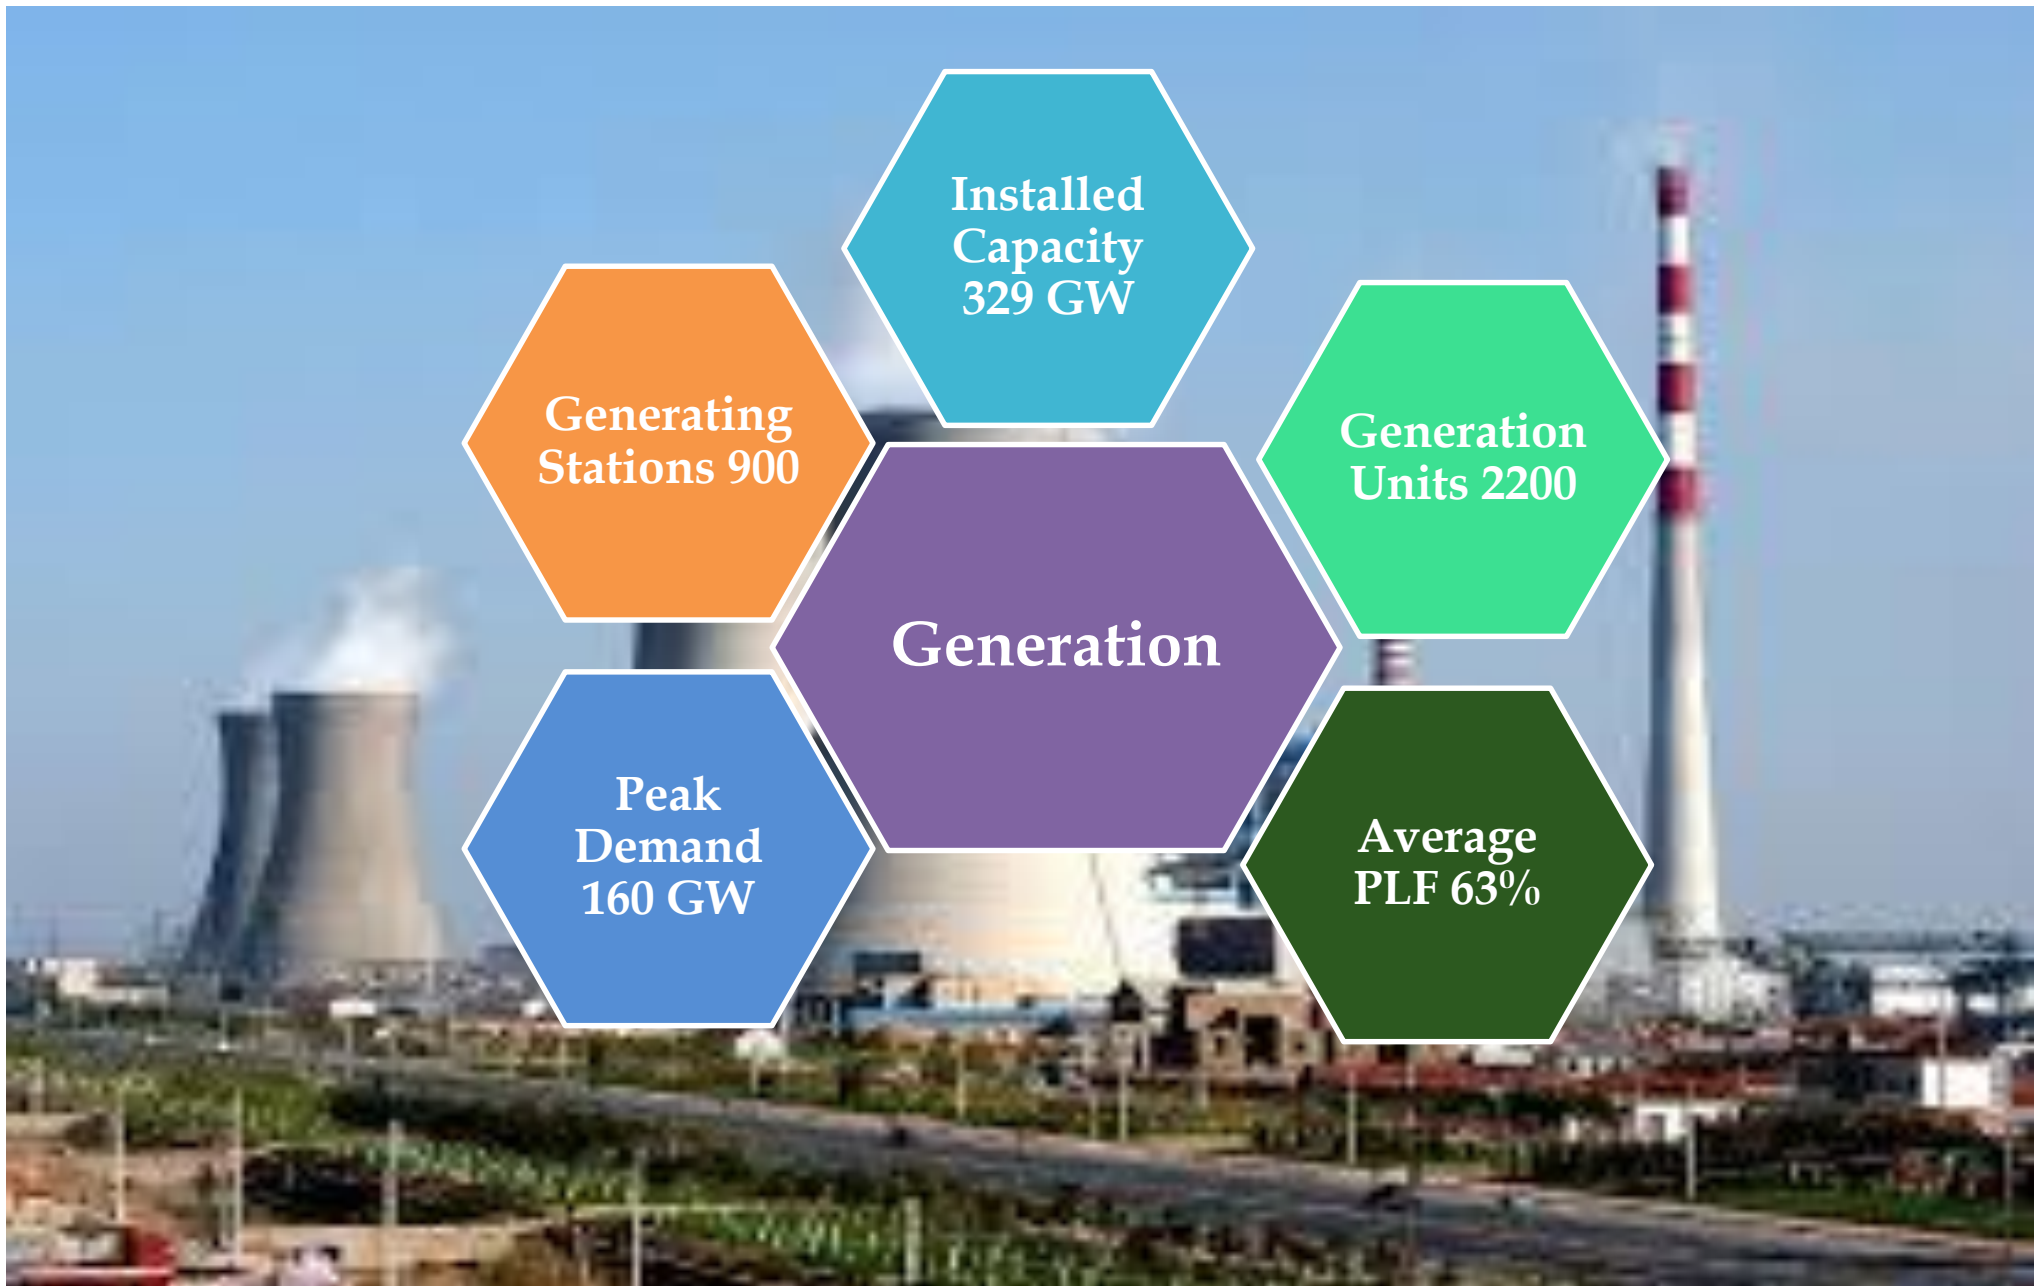 Installed
Capacity
329 GW
Generating
Stations 900
Generation
Units 2200
Generation
Peak
Demand
160 GW
Average
PLF 63%